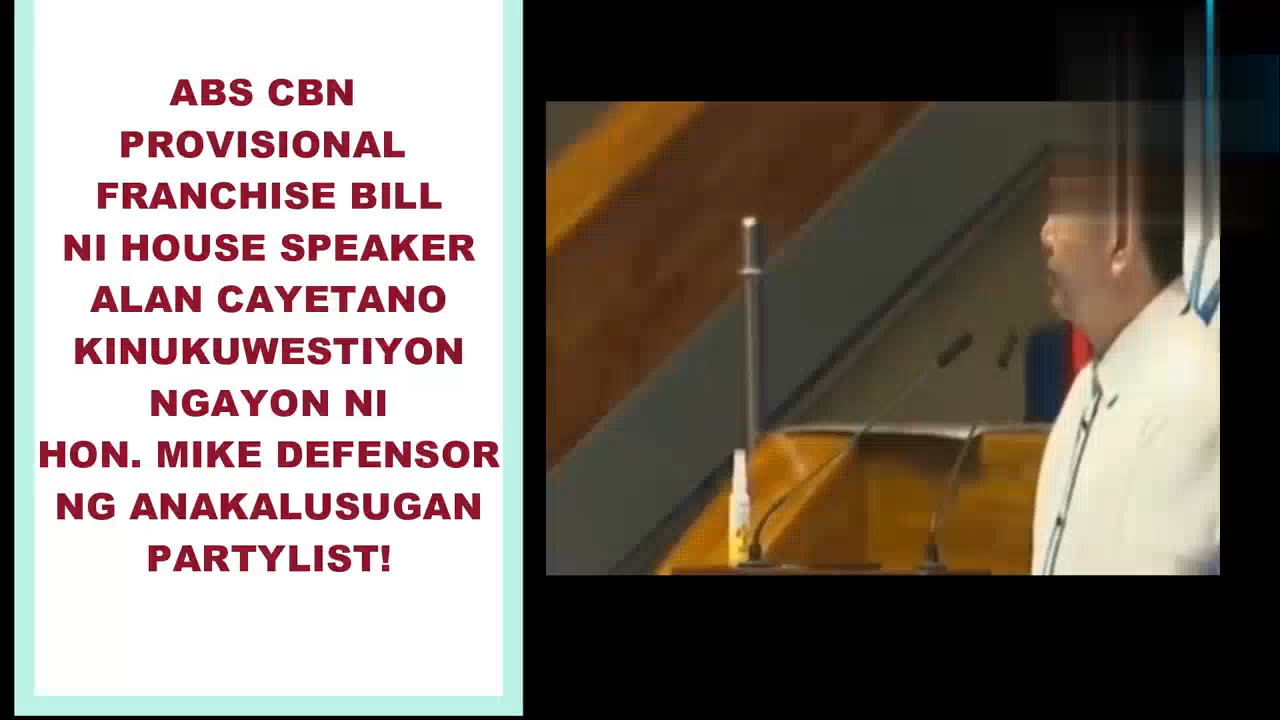 ABS CBN
PROVISIONAL
FRANCHISE BILL
NI HOUSE SPEAKER
ALAN CAYETANO
KINUKUWESTIYON
NGAYON NI
HON. MIKE DEFENSOR
NG ANAKALUSUGAN
PARTYLIST!